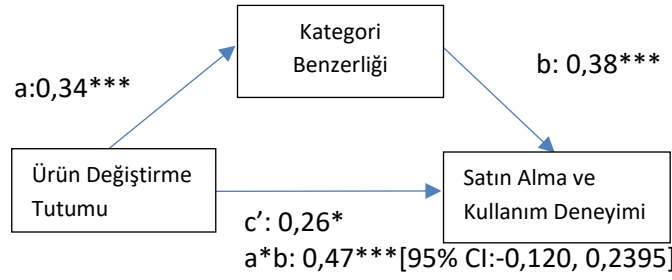 Kategori
Benzerliği
a:0,34***
b: 0,38***
Ürün Değiştirme
Tutumu
Satın Alma ve
Kullanım Deneyimi
c’: 0,26*
a*b: 0,47***[95% CI:-0,120, 0,2395]